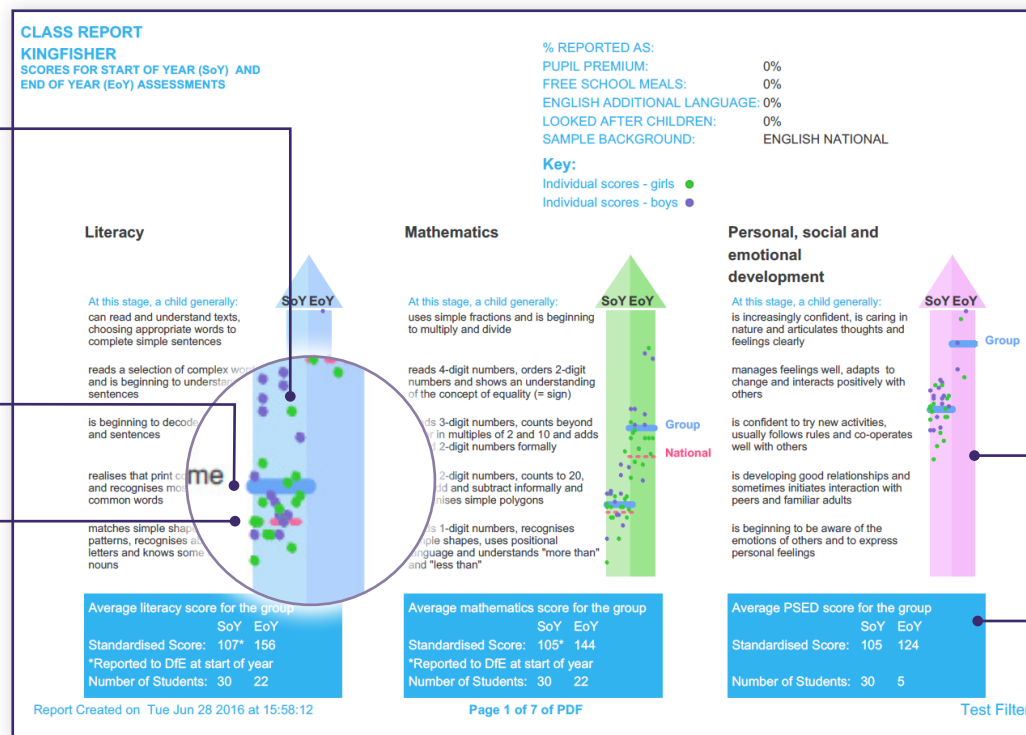 CLASS REPORT
KINGFISHER
SCORES FOR START OF YEAR (SoY) AND
END OF YEAR (EoY) ASSESSMENTS
% REPORTED AS:
PUPIL PREMIUM: 0%
FREE SCHOOL MEALS: 0%
ENGLISH ADDITIONAL LANGUAGE: 0%
LOOKED AFTER CHILDREN: 0%
SAMPLE BACKGROUND: ENGLISH NATIONAL
Key:
Individual scores - girls
Individual scores - boys
Literacy
SoY EoY
At this stage, a child generally:
can read and understand texts,
choosing appropriate words to
complete simple sentences
reads a selection of complex
and is beginning to
sentences
is beginning to
and sentences
realises that print
and recognises
common words
me
matches simple
patterns, recognises
letters and knows some
nouns
Average literacy score for the group
SoY EoY
Standardised Score: 107* 156
*Reported to DfE at start of year
Number of Students: 30 22
Mathematics
SoY EoY
At this stage, a child generally:
uses simple fractions and is beginning
to multiply and divide
reads 4-digit numbers, orders 2-digit
numbers and shows an understanding
of the concept of equality (= sign)
3-digit numbers, counts beyond
in multiples of 2 and 10 and adds
2-digit numbers formally
Group
National
2-digit numbers, counts to 20,
and subtract informally and
simple polygons
1-digit numbers, recognises
shapes, uses positional
and understands "more than"
and "less than"
Average mathematics score for the group
SoY EoY
Standardised Score: 105* 144
*Reported to DfE at start of year
Number of Students: 30 22
Personal, social and
emotional
development
SoY EoY
At this stage, a child generally:
is increasingly confident, is caring in
nature and articulates thoughts and
feelings clearly
Group
manages feelings well, adapts to
change and interacts positively with
others
is confident to try new activities,
usually follows rules and co-operates
well with others
is developing good relationships and
sometimes initiates interaction with
peers and familiar adults
is beginning to be aware of the
emotions of others and to express
personal feelings
Average PSED score for the group
SoY EoY
Standardised Score: 105 124
Number of Students: 30 5
Report Created on Tue Jun 28 2016 at 15:58:12
Page 1 of 7 of PDF
Test